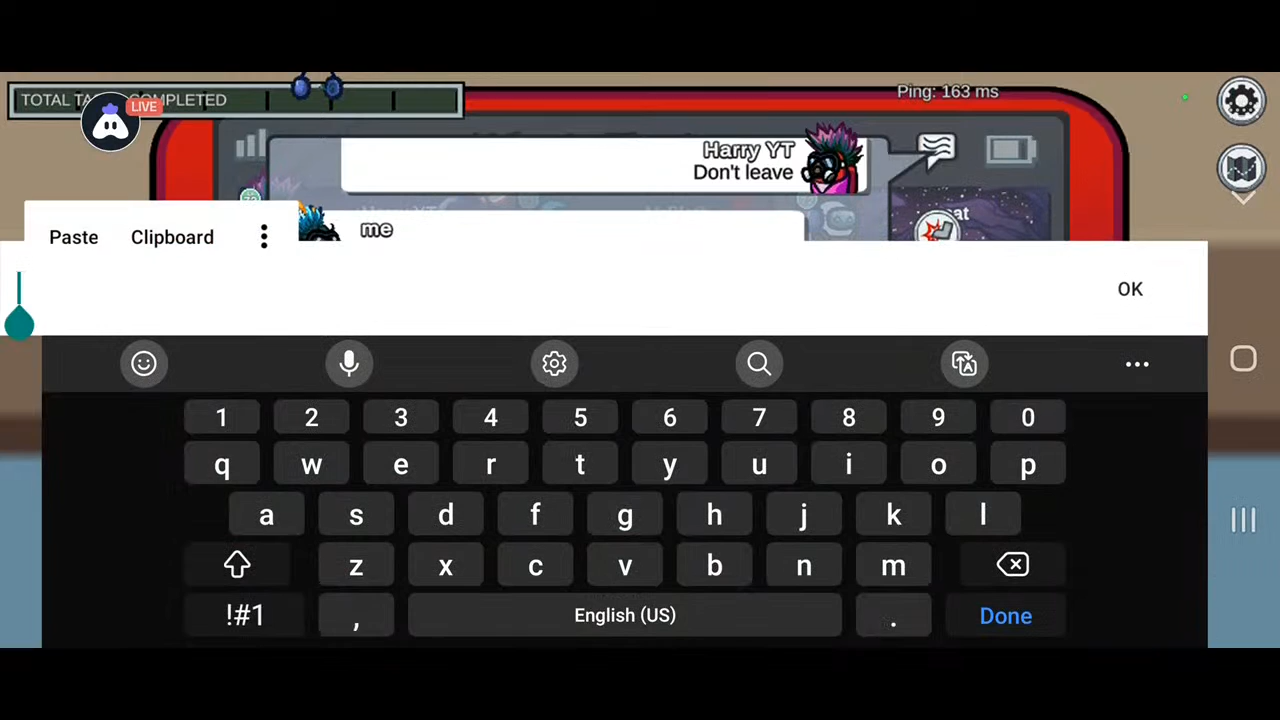 TOTAL TA COMPLETED
LIVE
Ping: 163 ms
Harry YT
Don't leave
me
Paste Clipboard
OK
1 2 3 4 5 6 7 8 9 0
q w e r t y u i o p
a s d f g h j k l
z x c v b n m
!#1 , English (US) . Done